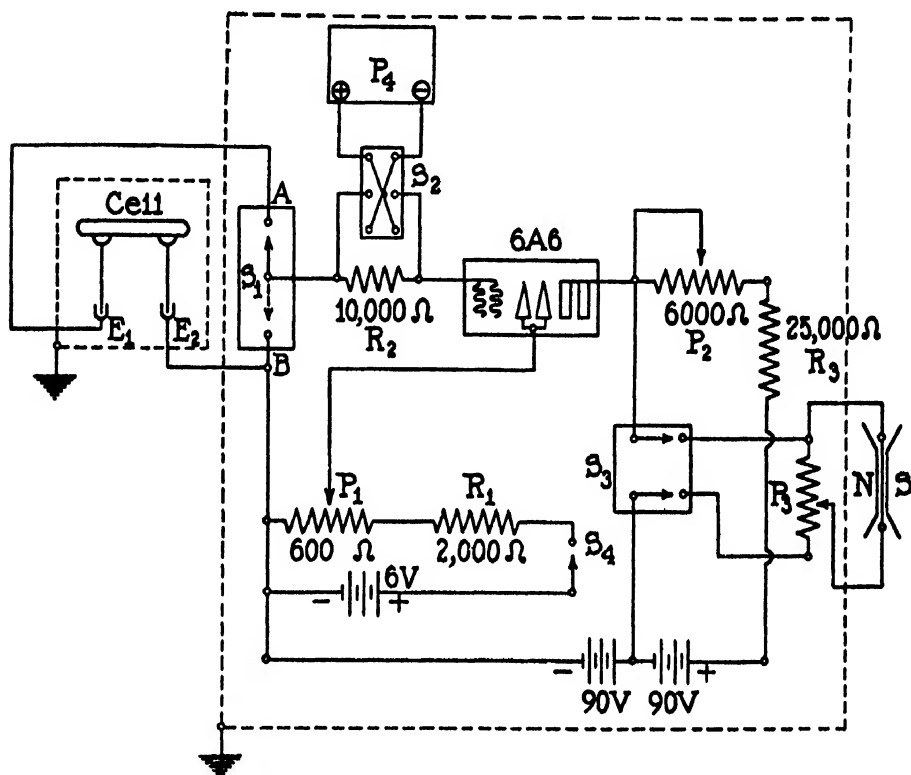 P4
⊕ ⊖
S2
A
Cell
S1
6A6
10,000 Ω
R2
6000 Ω
P2
25,000 Ω
R3
E1 E2
B
S3
P3
N S
P1 R1
600 Ω 2,000 Ω
S4
6V
- +
- +
90V 90V